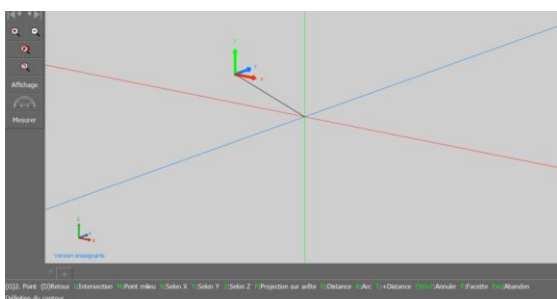 Affichage
Mesurer
Version enseignants
(G)2. Point (D)Retour I:Intersection M:Point milieu X:Selon X Y:Selon Y Z:Selon Z P:Projection sur arête D:Distance A:Arc T:+Distance Ctrl+Z:Annuler F:Facette Esc:Abandon
Définition du contour